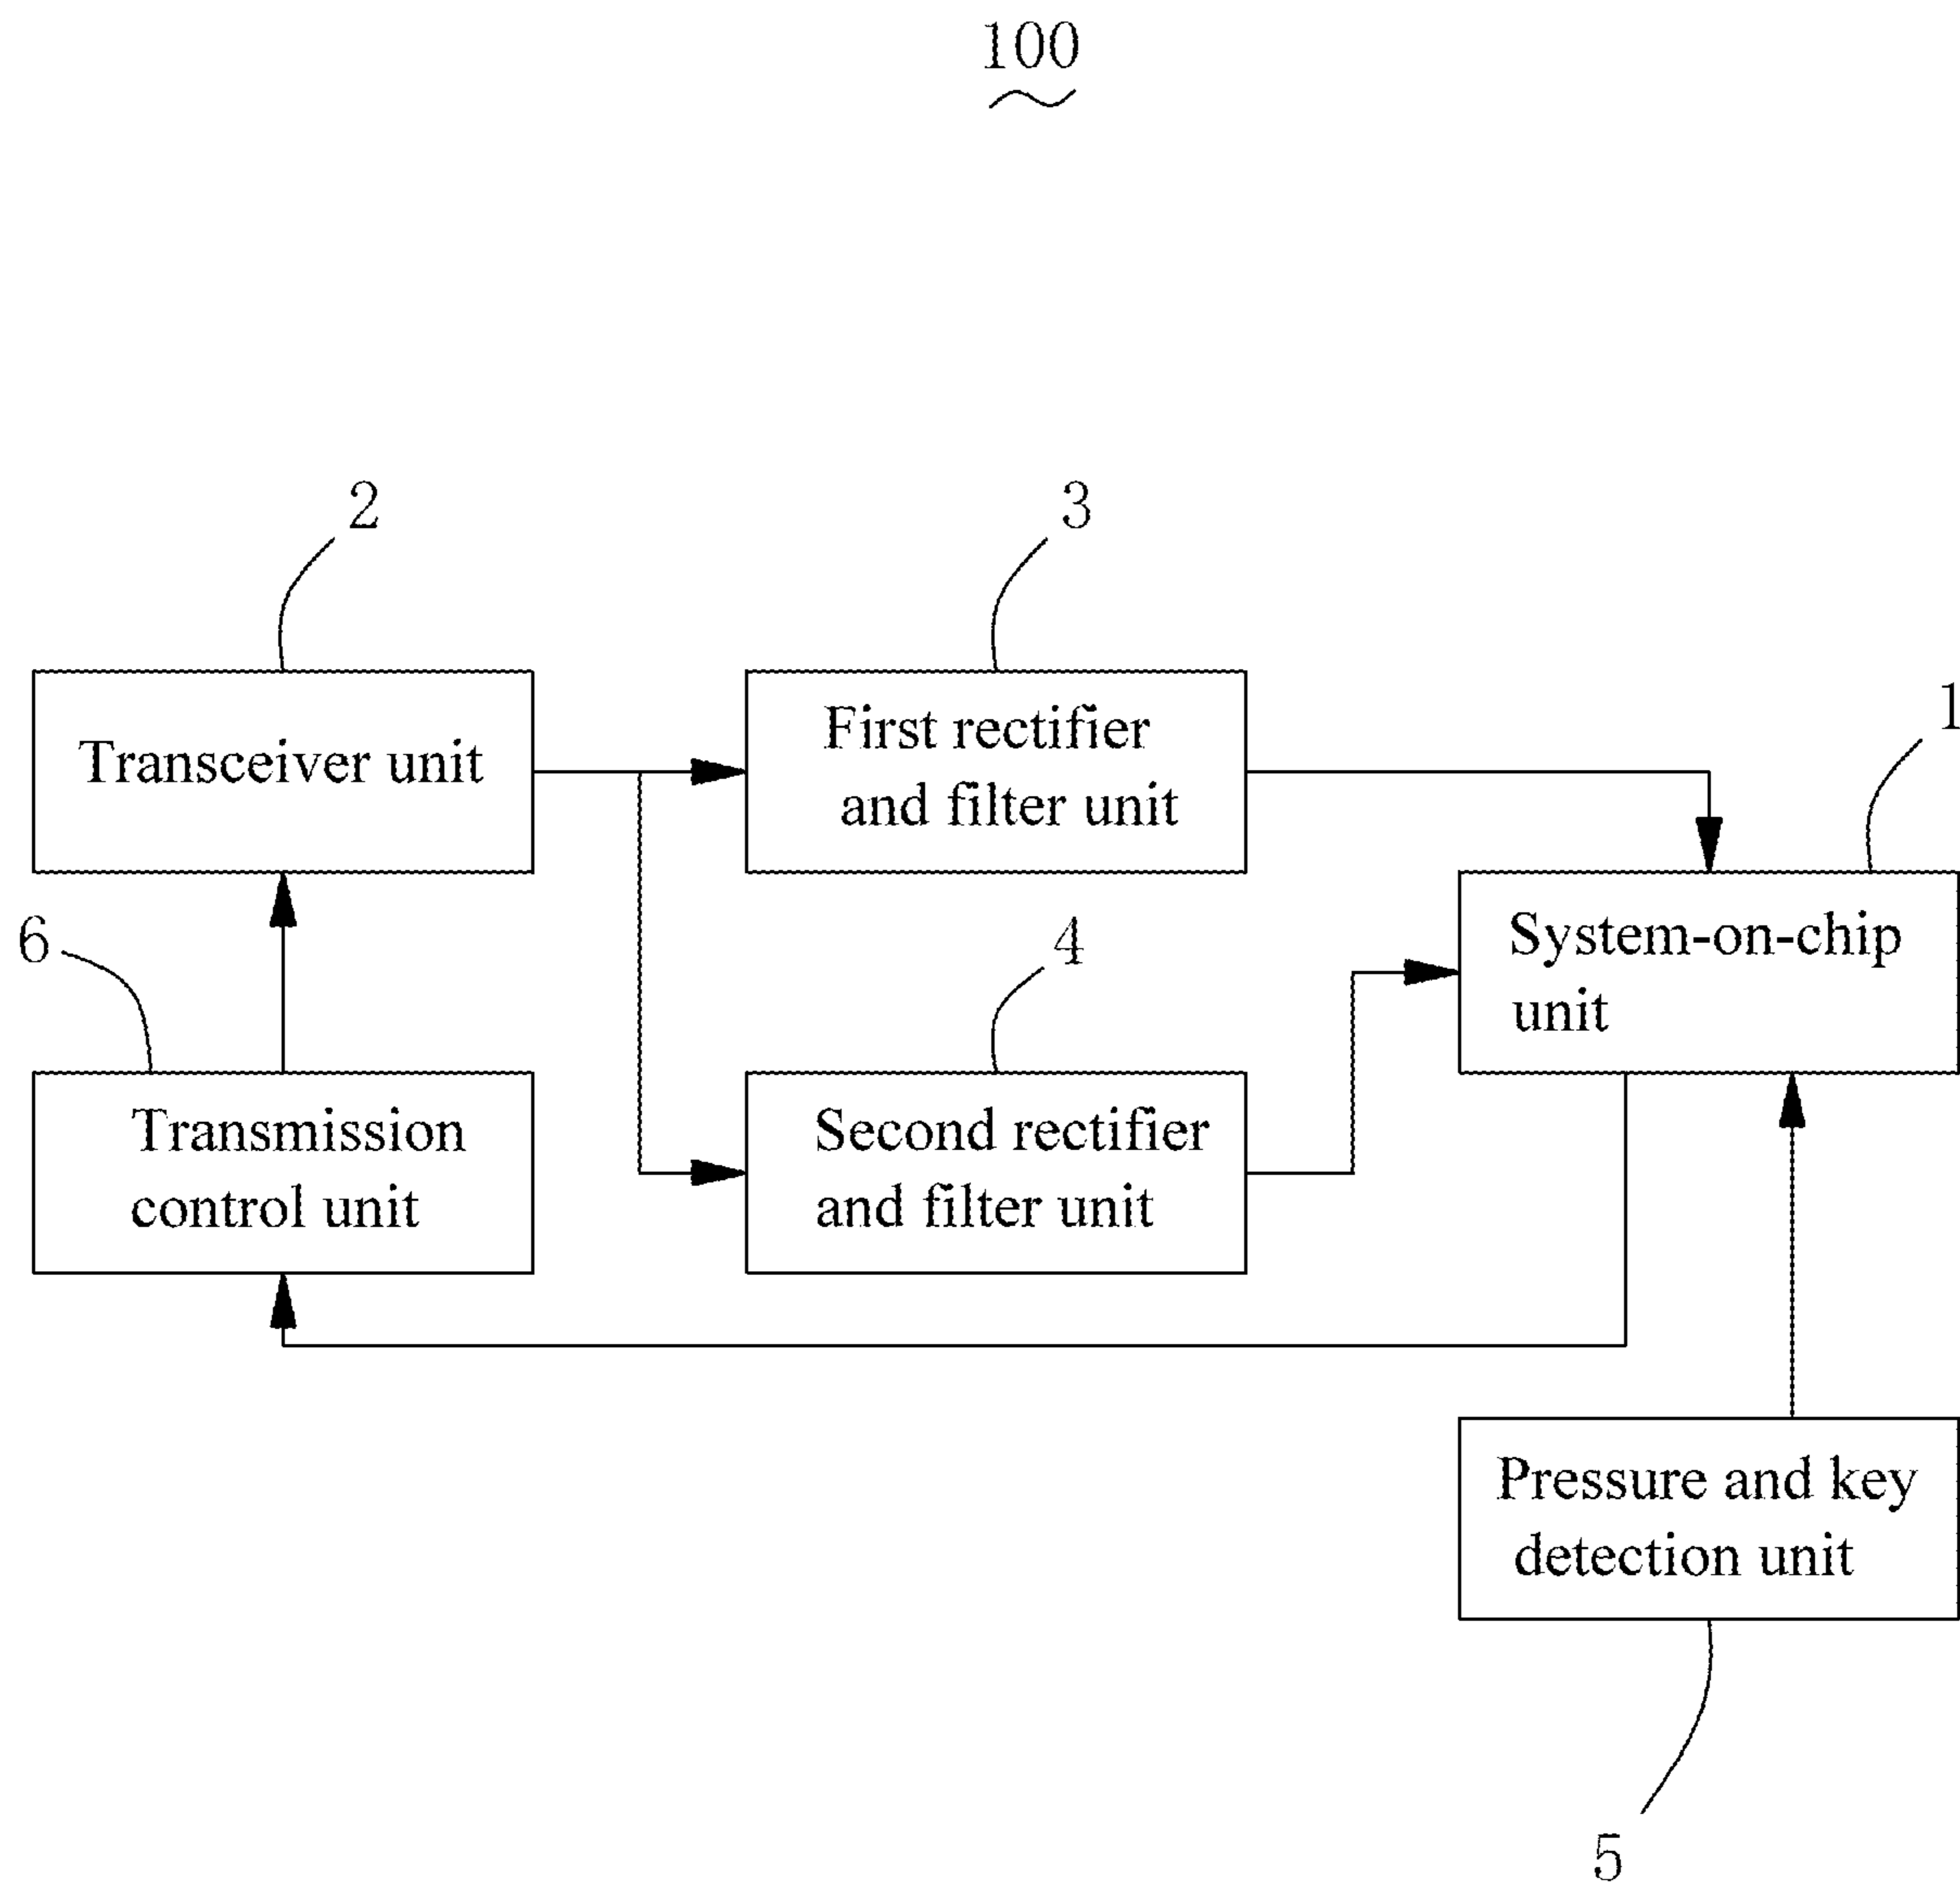 100
2
3
1
Transceiver unit
First rectifier
and filter unit
6
4
System-on-chip
unit
Transmission
control unit
Second rectifier
and filter unit
Pressure and key
detection unit
5